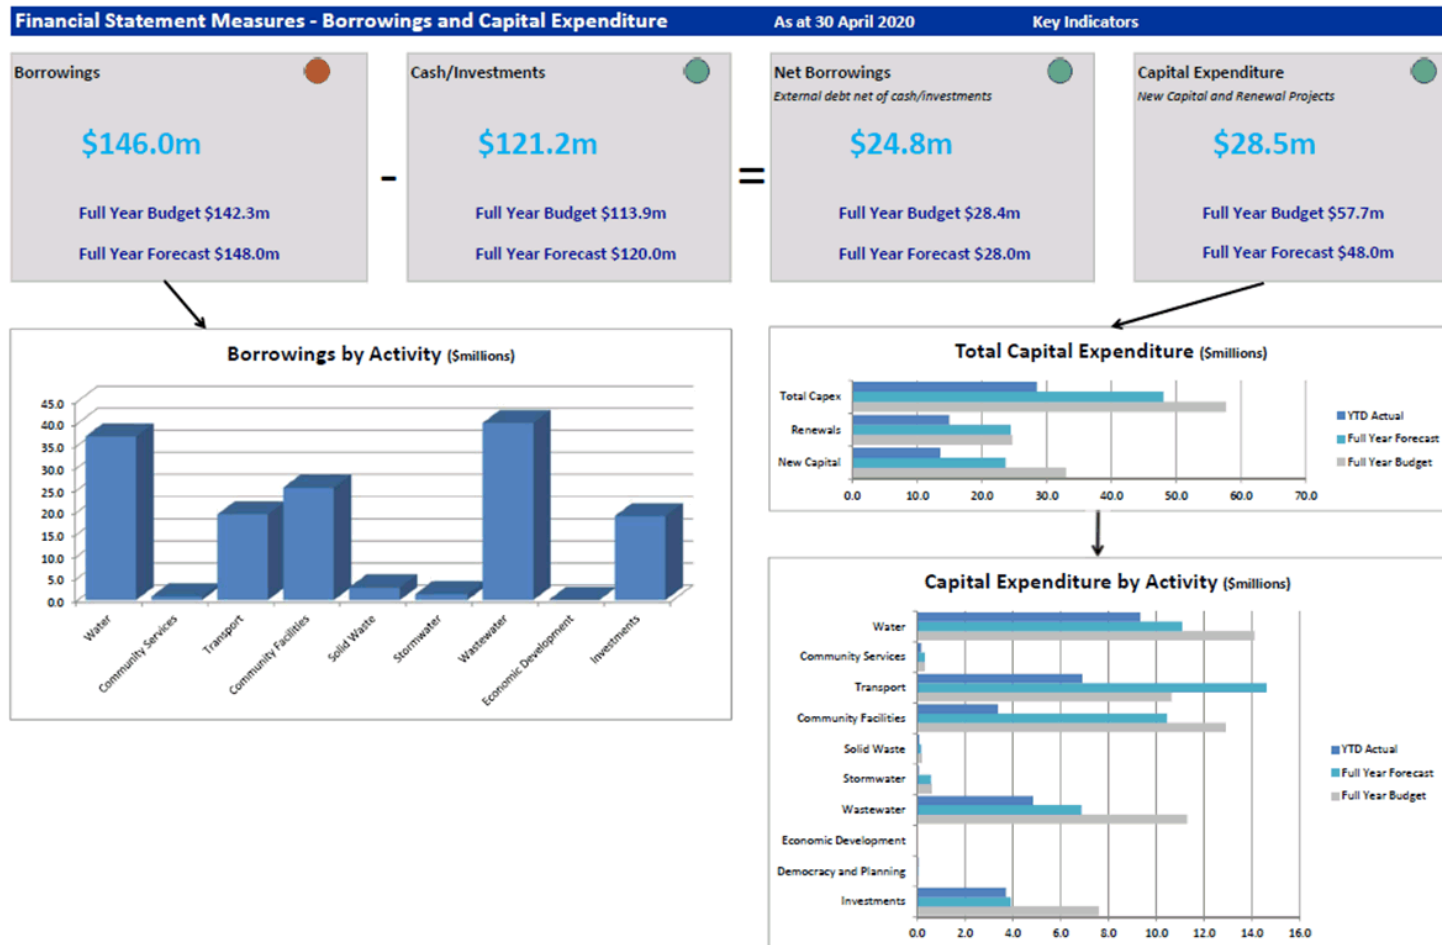 Financial Statement Measures - Borrowings and Capital Expenditure As at 30 April 2020 Key Indicators
Borrowings
$146.0m
Full Year Budget $142.3m
Full Year Forecast $148.0m
-
Cash/Investments
$121.2m
Full Year Budget $113.9m
Full Year Forecast $120.0m
=
Net Borrowings
External debt net of cash/investments
$24.8m
Full Year Budget $28.4m
Full Year Forecast $28.0m
Capital Expenditure
New Capital and Renewal Projects
$28.5m
Full Year Budget $57.7m
Full Year Forecast $48.0m
Borrowings by Activity ($millions)
45.0
40.0
35.0
30.0
25.0
20.0
15.0
10.0
5.0
0.0
Water
Community Services
Transport
Community Facilities
Solid Waste
Stormwater
Wastewater
Economic Development
Investments
Total Capital Expenditure ($millions)
Total Capex
Renewals
New Capital
0.0 10.0 20.0 30.0 40.0 50.0 60.0 70.0
YTD Actual
Full Year Forecast
Full Year Budget
Capital Expenditure by Activity ($millions)
Water
Community Services
Transport
Community Facilities
Solid Waste
Stormwater
Wastewater
Economic Development
Democracy and Planning
Investments
0.0 2.0 4.0 6.0 8.0 10.0 12.0 14.0 16.0
YTD Actual
Full Year Forecast
Full Year Budget